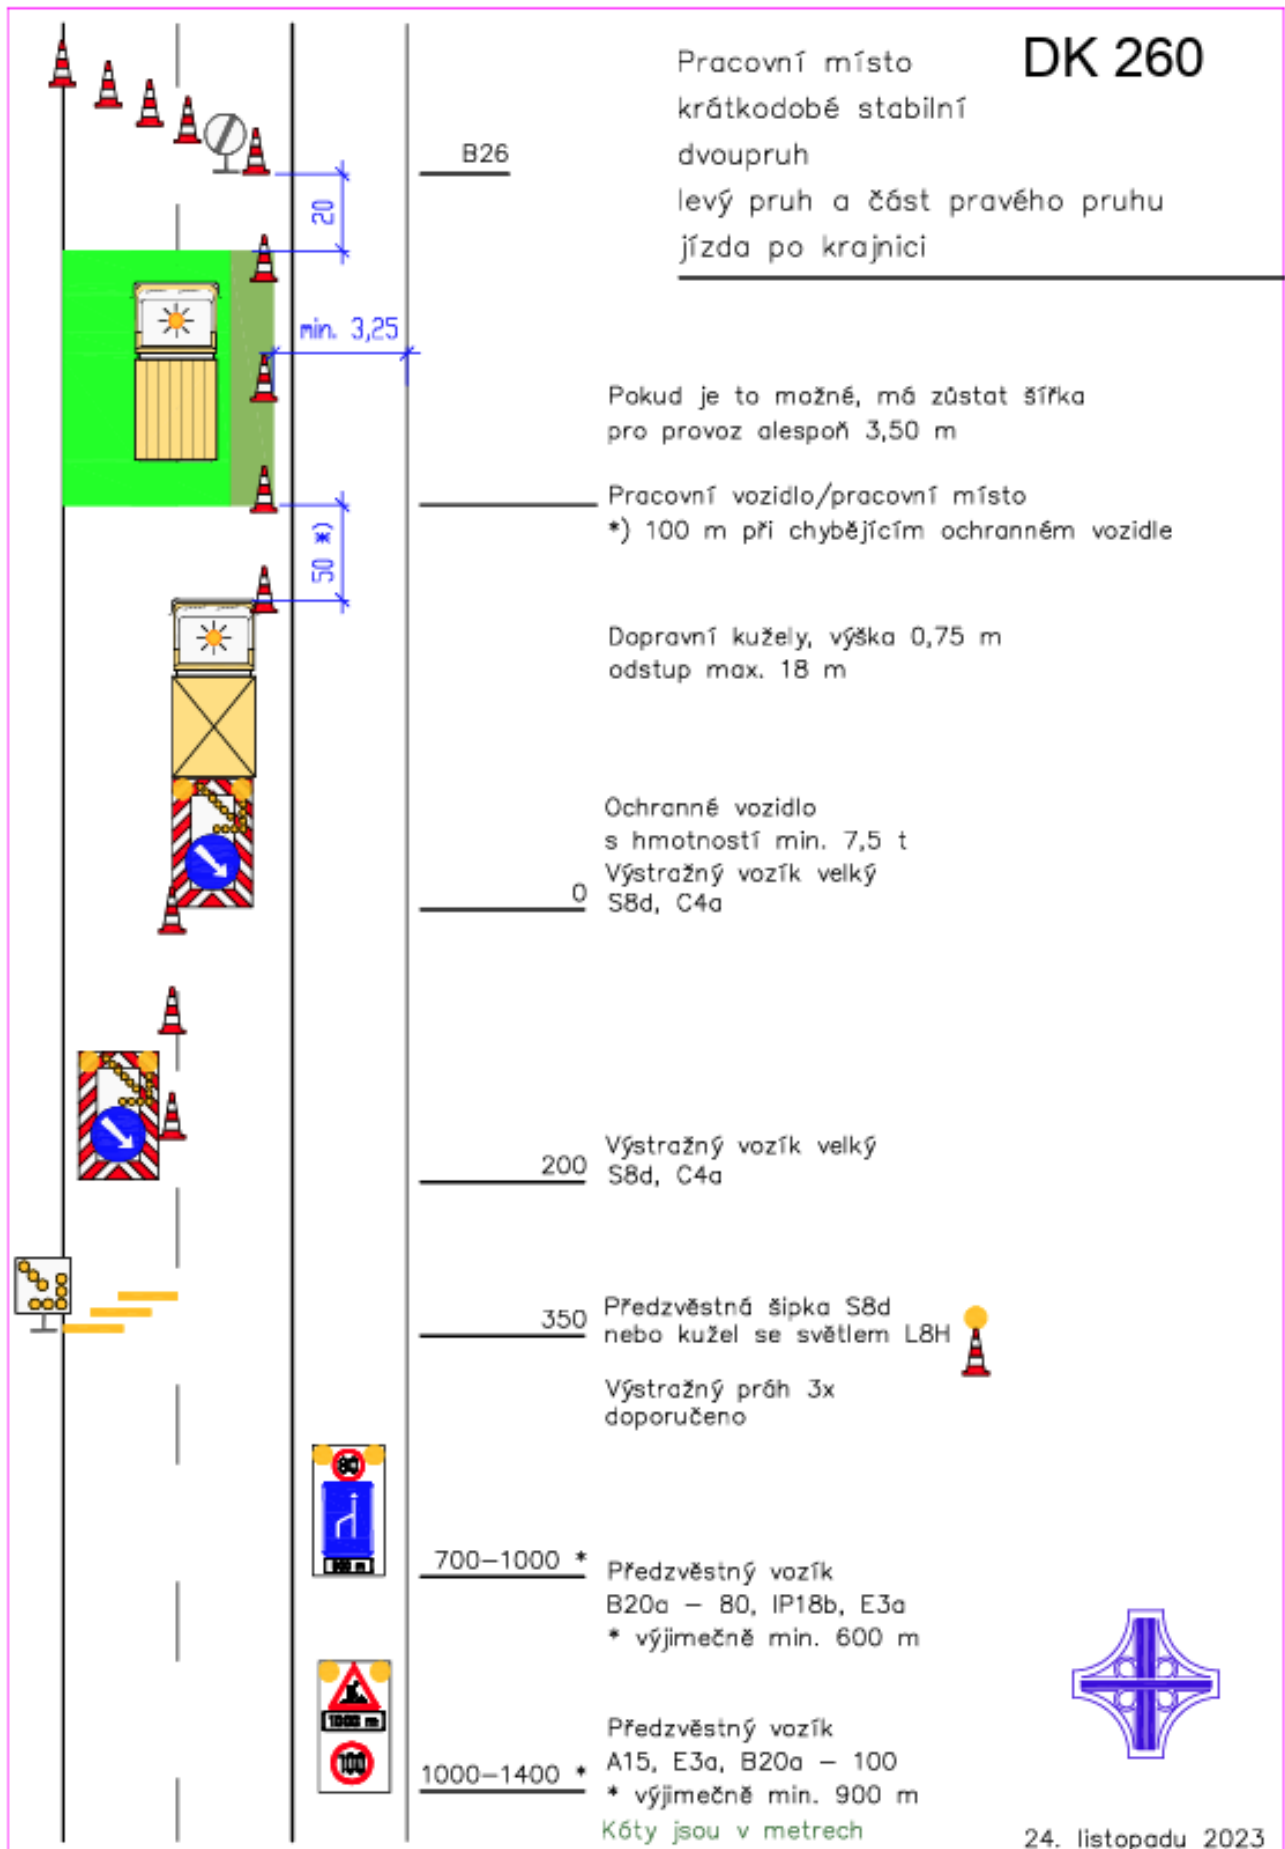 Pracovní místo
DK 260
krátkodobé stabilní
dvoupruh
levý pruh a část pravého pruhu
jízda po krajnici
B26
20
min. 3,25
Pokud je to možné, má zůstat šířka
pro provoz alespoň 3,50 m
Pracovní vozidlo/pracovní místo
*) 100 m při chybějícím ochranném vozidle
50 *)
Dopravní kužely, výška 0,75 m
odstup max. 18 m
Ochranné vozidlo
s hmotností min. 7,5 t
Výstražný vozík velký
0
S8d, C4a
Výstražný vozík velký
200
S8d, C4a
Předzvěstná šipka S8d
350
nebo kužel se světlem L8H
Výstražný práh 3x
doporučeno
80
700-1000 *
Předzvěstný vozík
B20a - 80, IP18b, E3a
* výjimečně min. 600 m
1000 m
100
Předzvěstný vozík
1000-1400 *
A15, E3a, B20a - 100
* výjimečně min. 900 m
Kóty jsou v metrech
24. listopadu 2023